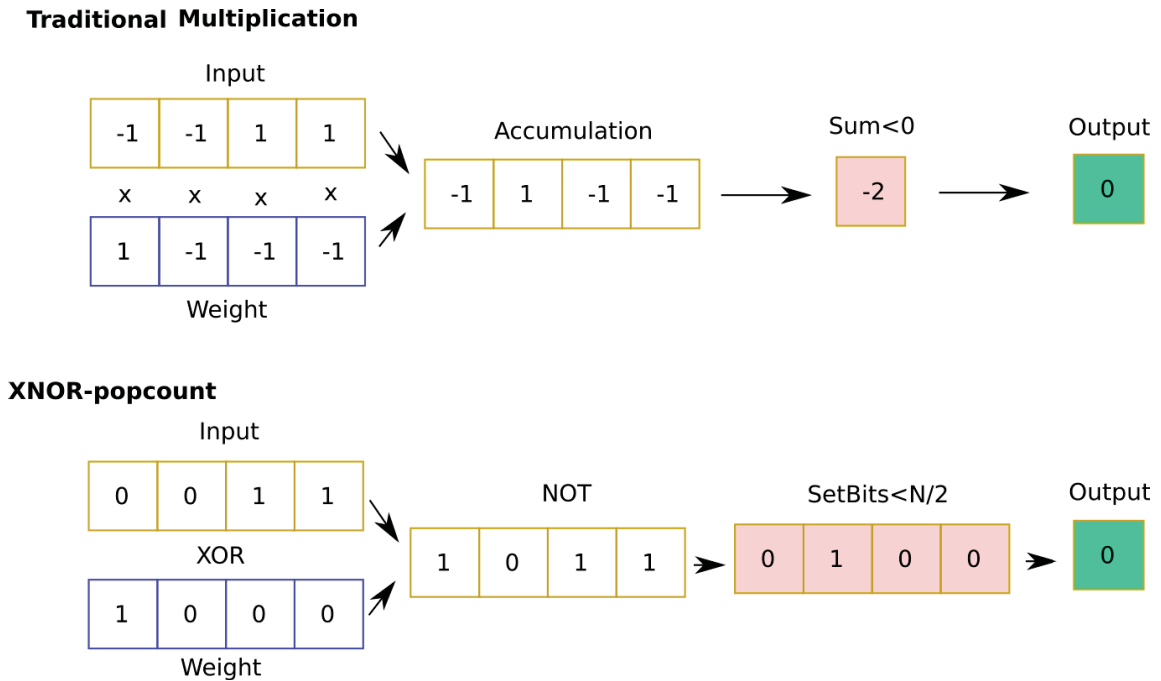 Traditional Multiplication
Input
-1 -1 1 1
x x x x
1 -1 -1 -1
Weight
Accumulation
-1 1 -1 -1
Sum<0
-2
Output
0
XNOR-popcount
Input
0 0 1 1
XOR
1 0 0 0
Weight
NOT
1 0 1 1
SetBits<N/2
0 1 0 0
Output
0